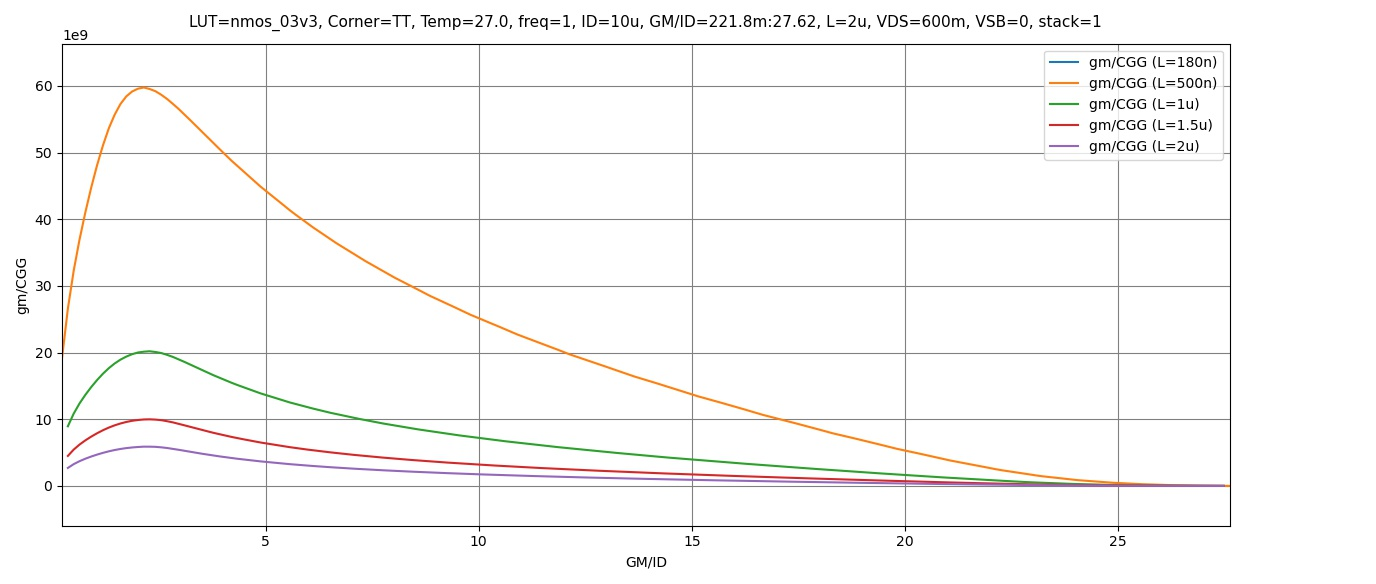 LUT=nmos_03v3, Corner=TT, Temp=27.0, freq=1, ID=10u, GM/ID=221.8m:27.62, L=2u, VDS=600m, VSB=0, stack=1
1e9
gm/CGG (L=180n)
gm/CGG (L=500n)
gm/CGG (L=1u)
gm/CGG (L=1.5u)
gm/CGG (L=2u)
60
50
40
30
20
10
0
gm/CGG
5
10
15
20
25
GM/ID